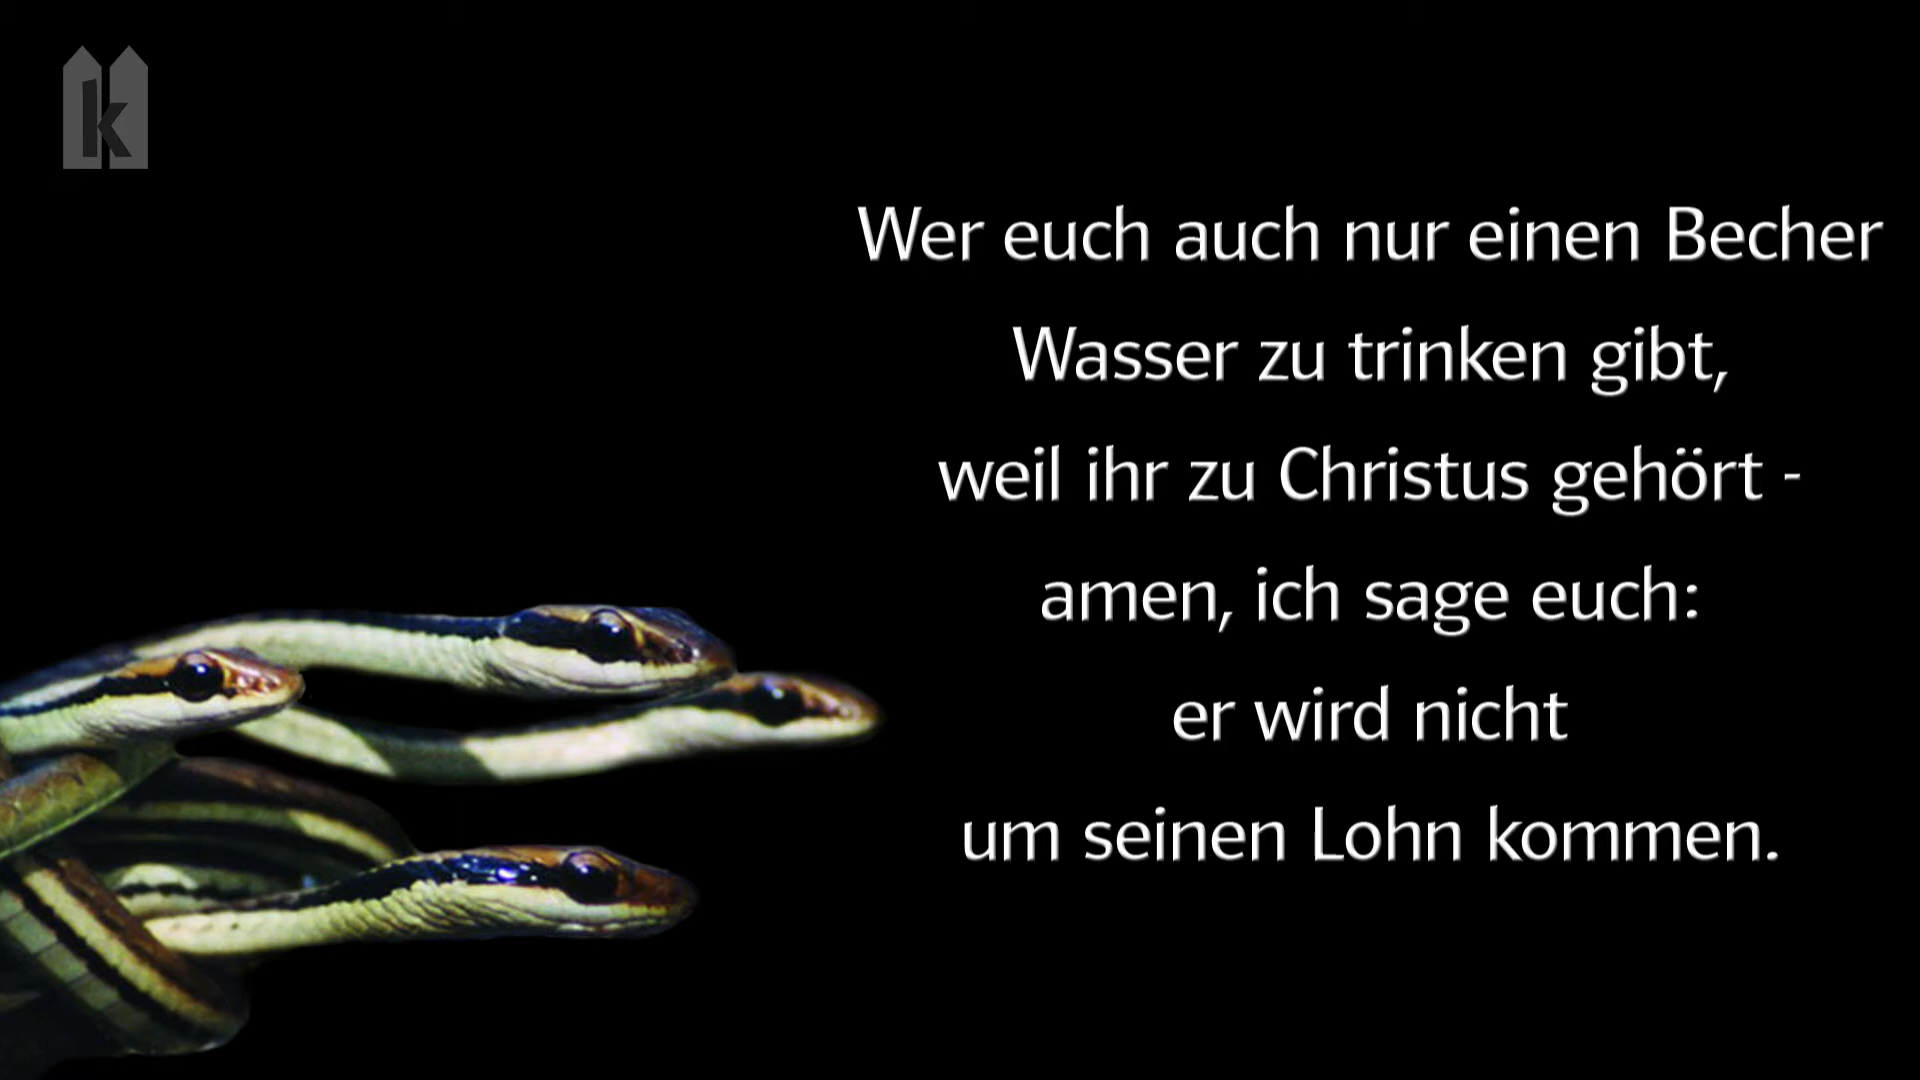 k
Wer euch auch nur einen Becher
Wasser zu trinken gibt,
weil ihr zu Christus gehört -
amen, ich sage euch:
er wird nicht
um seinen Lohn kommen.